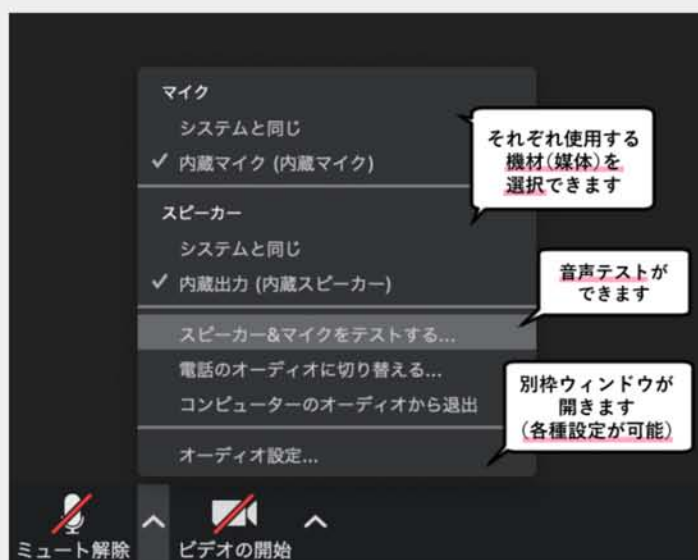 マイク
システムと同じ
✓ 内蔵マイク (内蔵マイク)
それぞれ使用する
機材(媒体)を
選択できます
スピーカー
システムと同じ
✓ 内蔵出力 (内蔵スピーカー)
音声テストが
できます
スピーカー&マイクをテストする...
電話のオーディオに切り替える...
コンピューターのオーディオから退出
別枠ウィンドウが
開きます
(各種設定が可能)
オーディオ設定...
ミュート解除
ビデオの開始